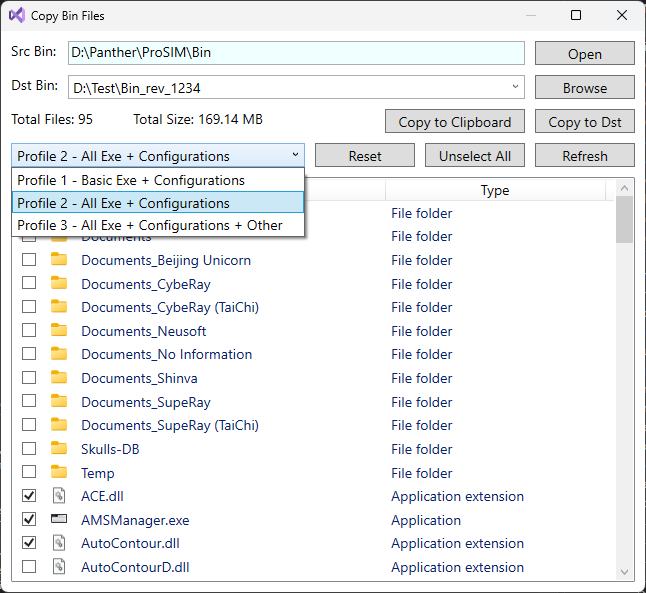 Copy Bin Files
Src Bin: D:\Panther\ProSIM\Bin Open
Dst Bin: D:\Test\Bin_rev_1234 Browse
Total Files: 95 Total Size: 169.14 MB Copy to Clipboard Copy to Dst
Profile 2 - All Exe + Configurations Reset Unselect All Refresh
Profile 1 - Basic Exe + Configurations Type
Profile 2 - All Exe + Configurations File folder
Profile 3 - All Exe + Configurations + Other
Documents File folder
Documents_Beijing Unicorn File folder
Documents_CybeRay File folder
Documents_CybeRay (TaiChi) File folder
Documents_Neusoft File folder
Documents_No Information File folder
Documents_Shinva File folder
Documents_SupeRay File folder
Documents_SupeRay (TaiChi) File folder
Skulls-DB File folder
Temp File folder
ACE.dll Application extension
AMSManager.exe Application
AutoContour.dll Application extension
AutoContourD.dll Application extension